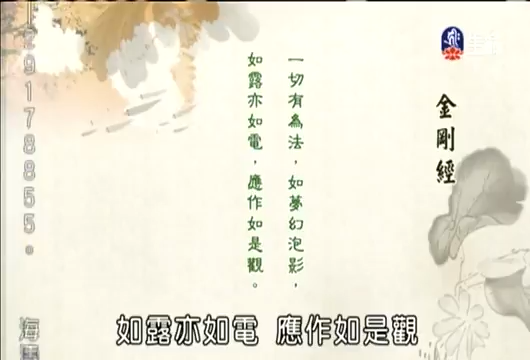 金剛經
一切有為法，如夢幻泡影，
如露亦如電，應作如是觀。
129178855。
如露亦如電 應作如是觀